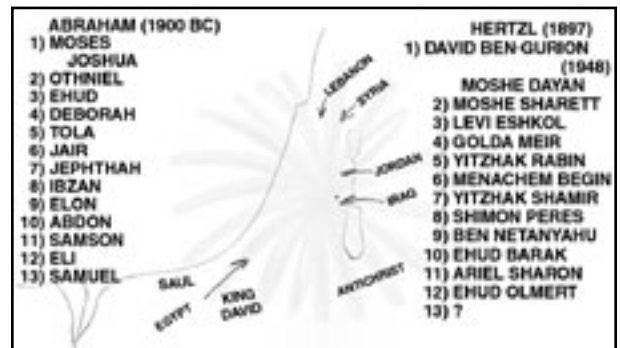 ABRAHAM (1900 BC)
1) MOSES
JOSHUA
2) OTHNIEL
3) EHUD
4) DEBORAH
5) TOLA
6) JAIR
7) JEPHTHAH
8) IBZAN
9) ELON
10) ABDON
11) SAMSON
12) ELI
13) SAMUEL
SAUL
EGYPT
KING
DAVID
LEBANON
SYRIA
JORDAN
IRAQ
ANTICHRIST
HERTZL (1897)
1) DAVID BEN-GURION
(1948)
MOSHE DAYAN
2) MOSHE SHARETT
3) LEVI ESHKOL
4) GOLDA MEIR
5) YITZHAK RABIN
6) MENACHEM BEGIN
7) YITZHAK SHAMIR
8) SHIMON PERES
9) BEN NETANYAHU
10) EHUD BARAK
11) ARIEL SHARON
12) EHUD OLMERT
13) ?